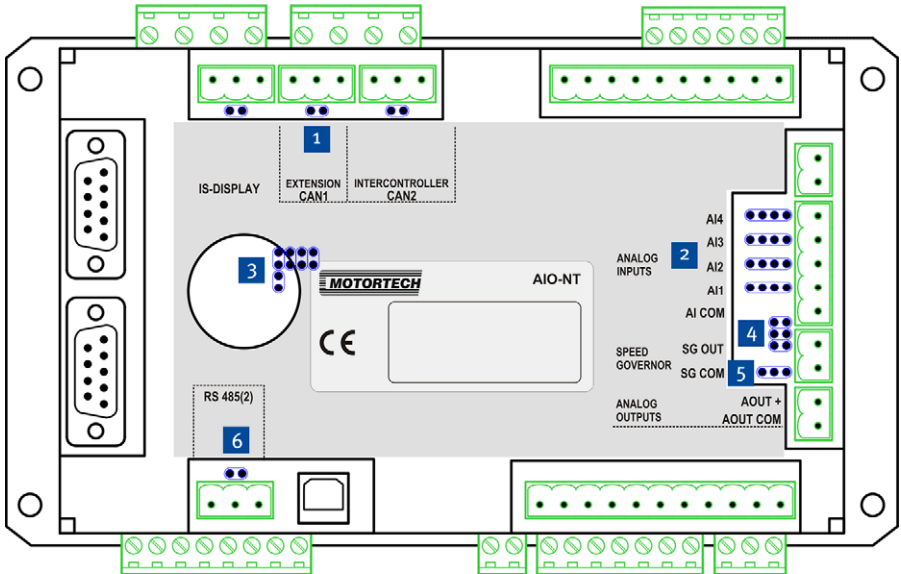 1
IS-DISPLAY
EXTENSION
CAN1
INTERCONTROLLER
CAN2
AI4
AI3
ANALOG
INPUTS
2
AI2
AI1
AI COM
3
MOTORTECH
AIO-NT
CE
4
SPEED
GOVERNOR
SG OUT
SG COM
5
ANALOG
OUTPUTS
AOUT +
AOUT COM
RS 485(2)
6